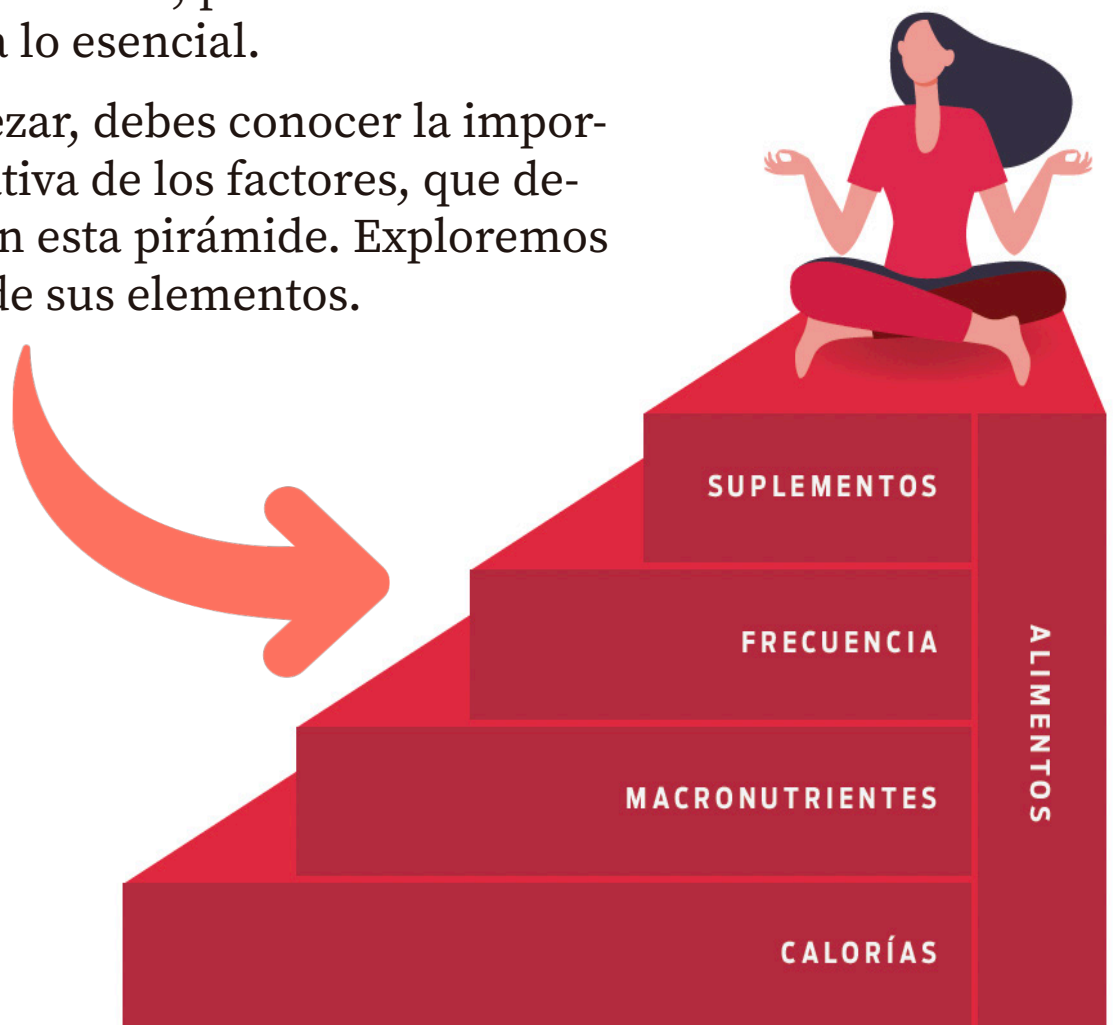 a lo esencial.
ezar, debes conocer la impor-
ativa de los factores, que de-
n esta pirámide. Exploremos
de sus elementos.
SUPLEMENTOS
FRECUENCIA
MACRONUTRIENTES
CALORÍAS
ALIMENTOS